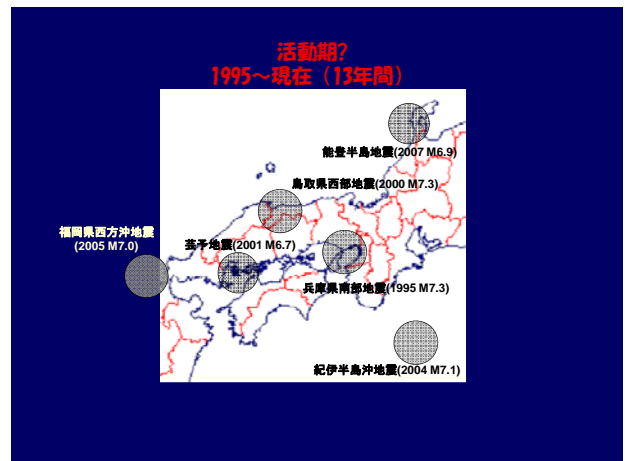 活動期?
1995～現在（13年間）
能登半島地震(2007 M6.9)
鳥取県西部地震(2000 M7.3)
福岡県西方沖地震
(2005 M7.0)
芸予地震(2001 M6.7)
兵庫県南部地震(1995 M7.3)
紀伊半島沖地震(2004 M7.1)